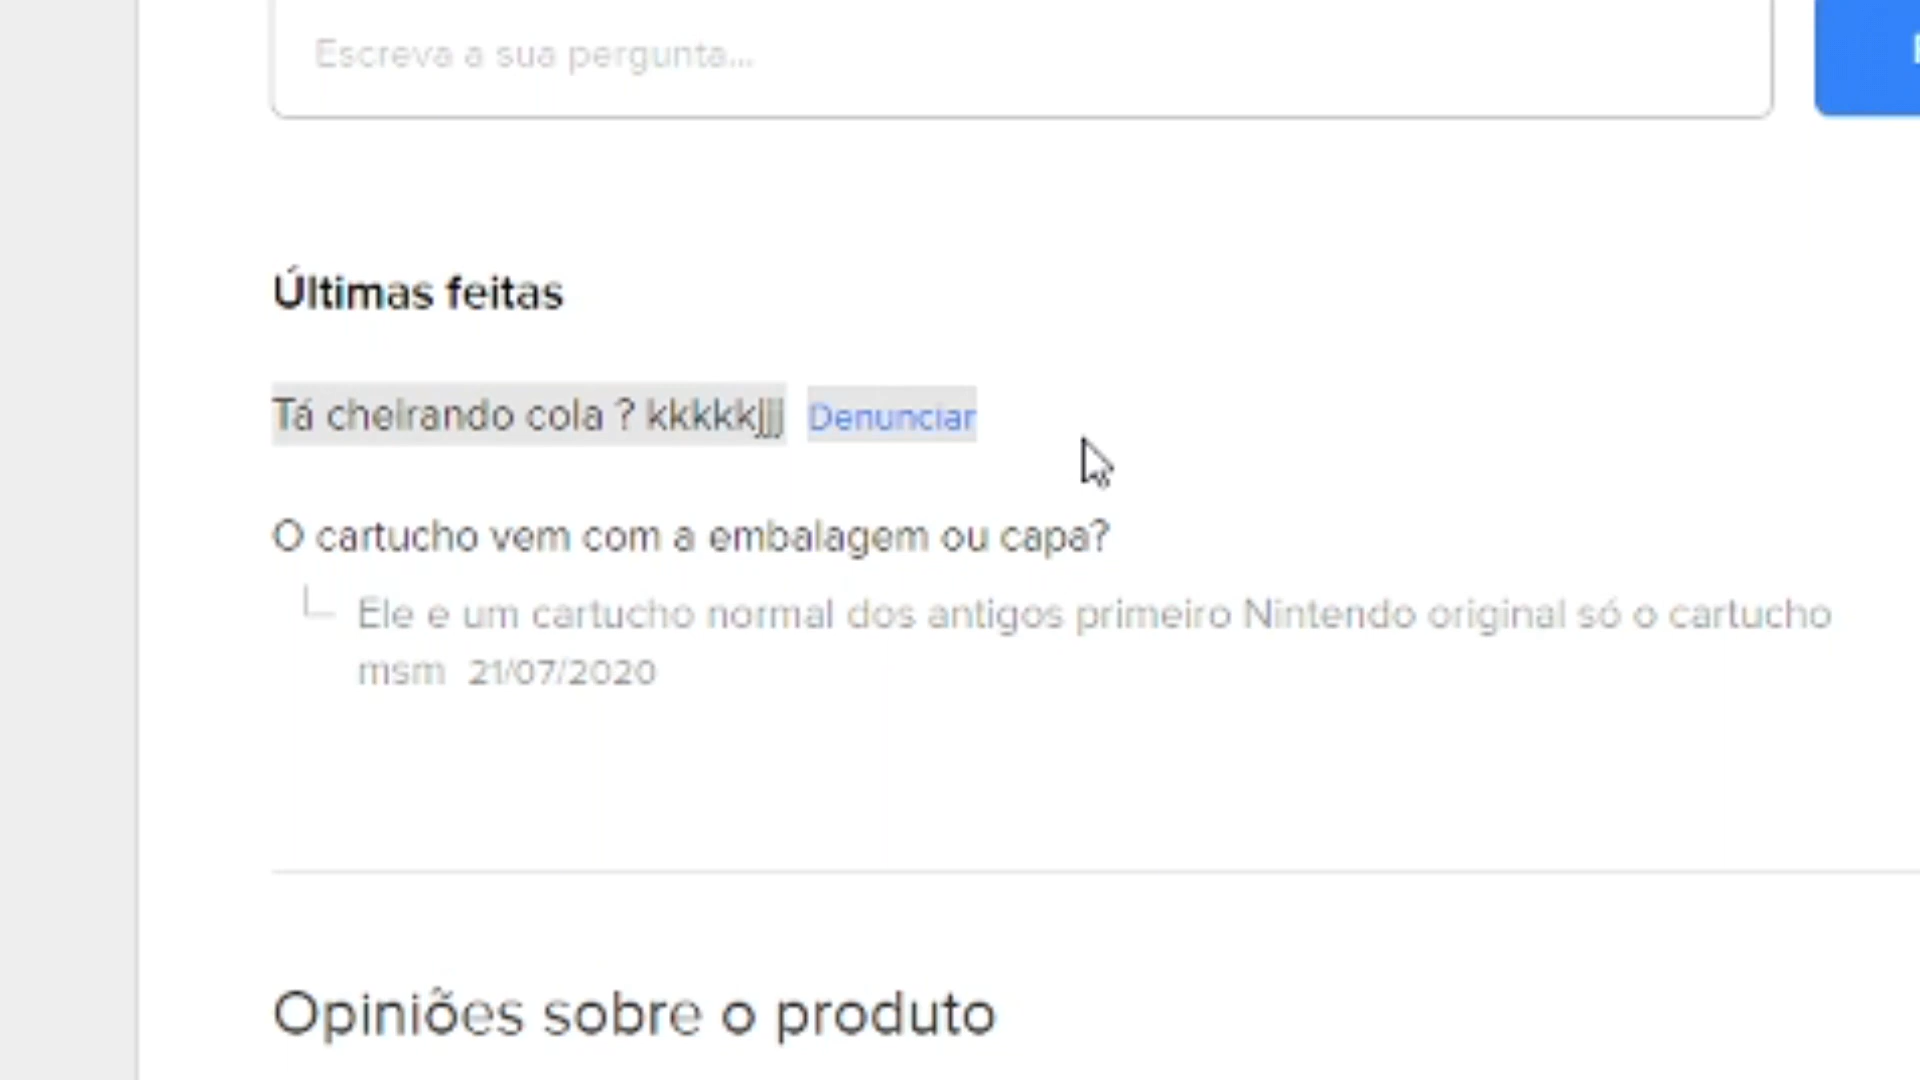 Escreva a sua pergunta...
Últimas feitas
Tá cheirando cola ? kkkkkjjj Denunciar
O cartucho vem com a embalagem ou capa?
Ele e um cartucho normal dos antigos primeiro Nintendo original só o cartucho
msm 21/07/2020
Opiniões sobre o produto